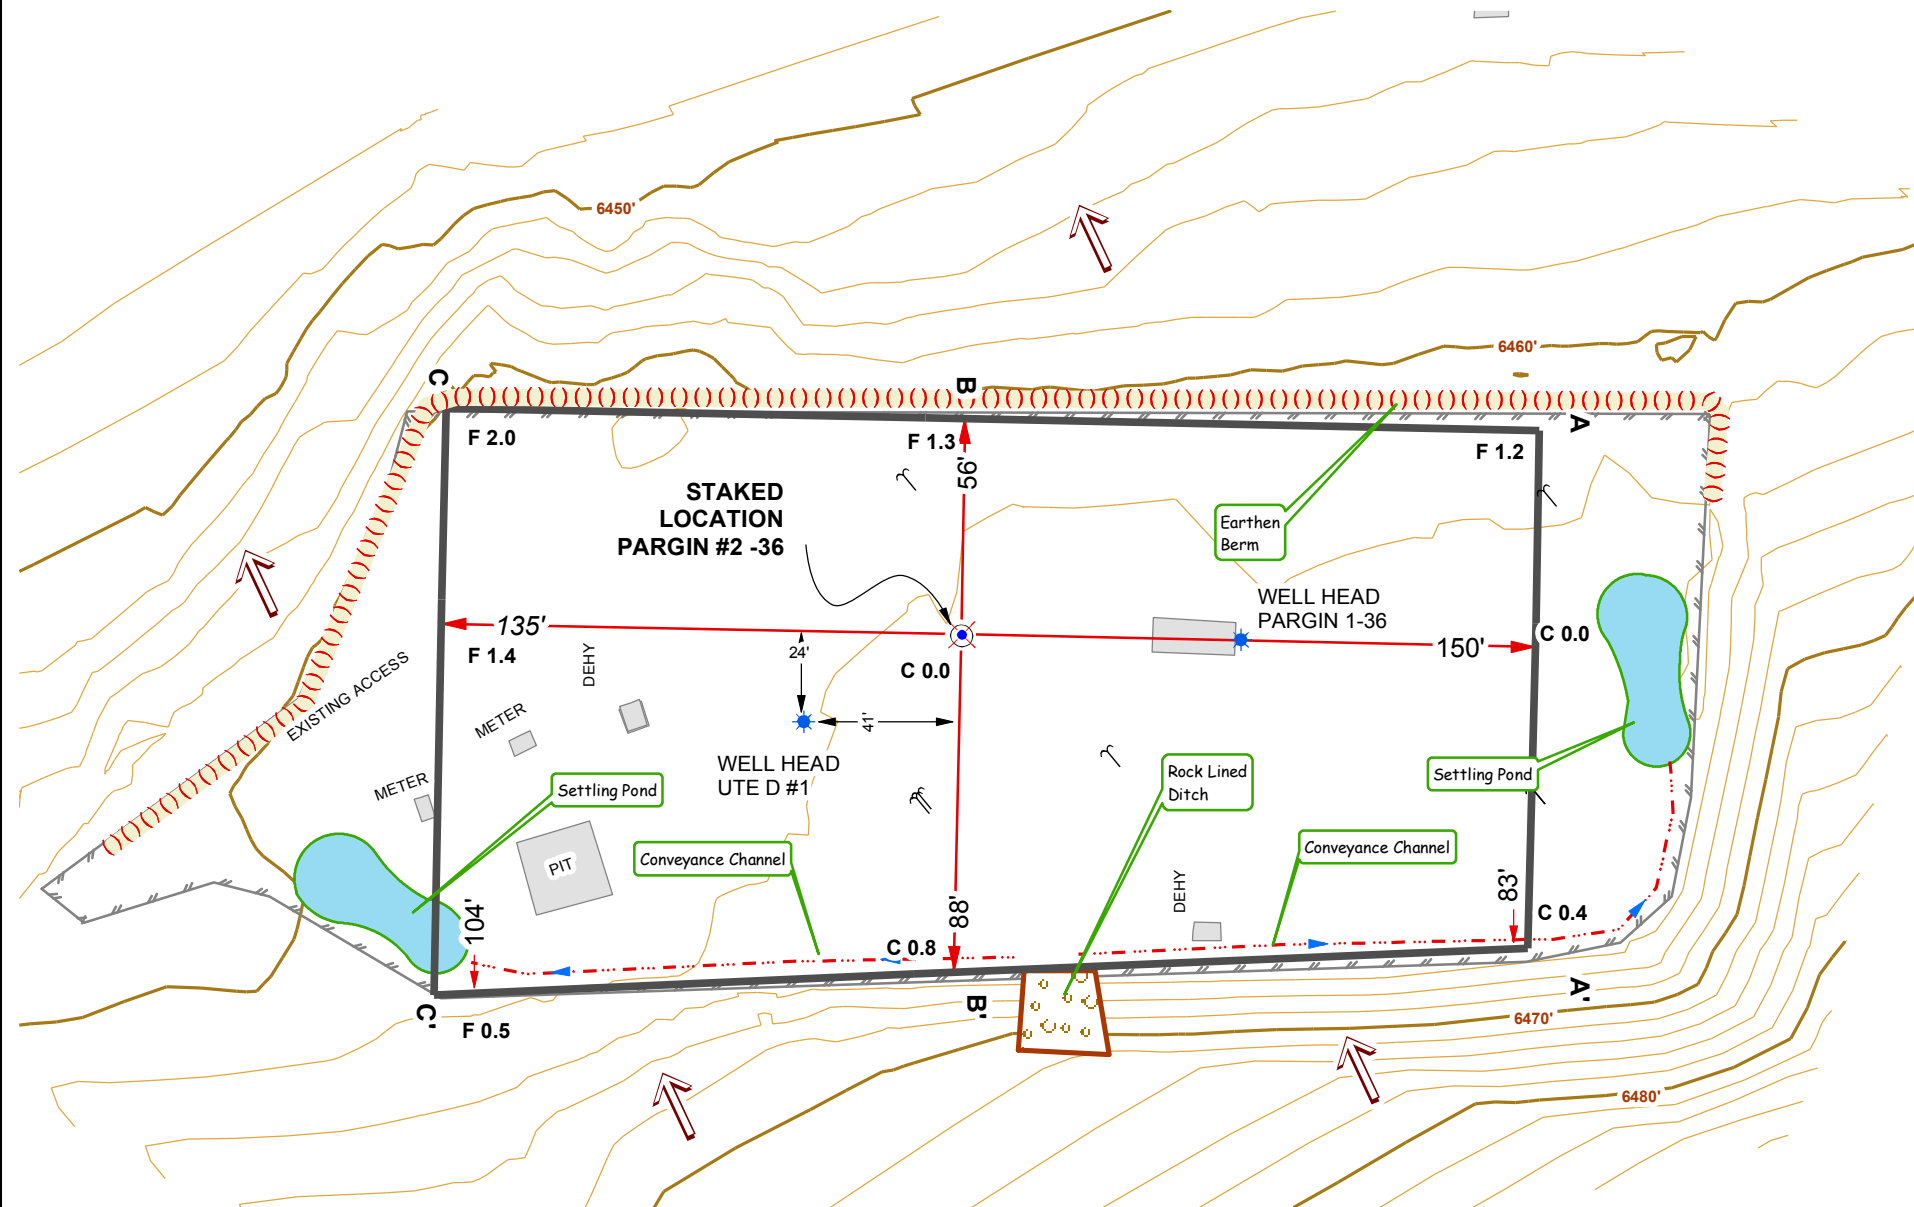 6450'
6460'
C
B
A
F 2.0
F 1.3
F 1.2
56'
STAKED
LOCATION
PARGIN #2 -36
Earthen
Berm
WELL HEAD
PARGIN 1-36
135'
150'
C 0.0
F 1.4
24'
C 0.0
DEHY
EXISTING ACCESS
METER
41'
WELL HEAD
UTE D #1
METER
Settling Pond
Rock Lined
Ditch
Settling Pond
PIT
Conveyance Channel
Conveyance Channel
DEHY
83'
104'
88'
C 0.4
C 0.8
C'
B'
A'
F 0.5
6470'
6480'